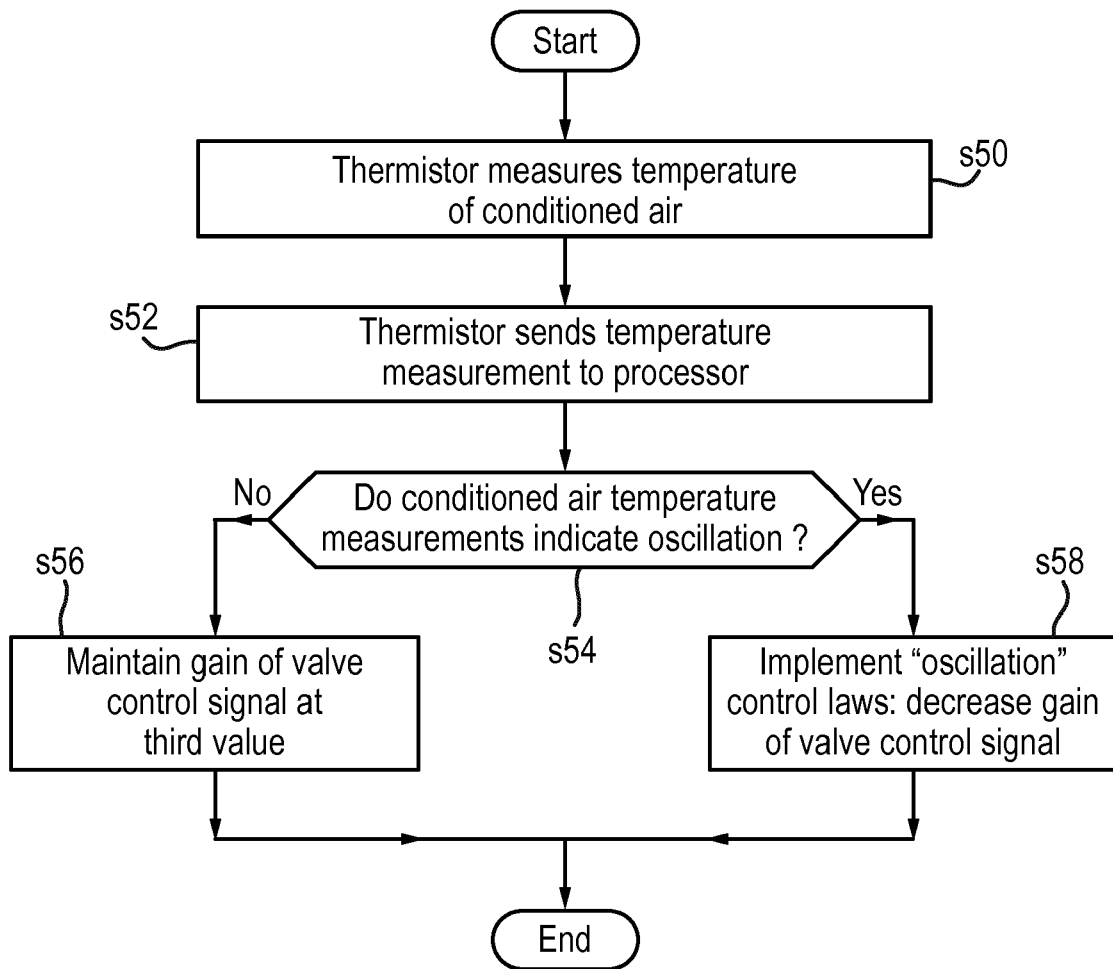 Start
Thermistor measures temperature
of conditioned air
s50
s52
Thermistor sends temperature
measurement to processor
No
Do conditioned air temperature
measurements indicate oscillation ?
Yes
s54
s56
Maintain gain of valve
control signal at
third value
s58
Implement “oscillation”
control laws: decrease gain
of valve control signal
End